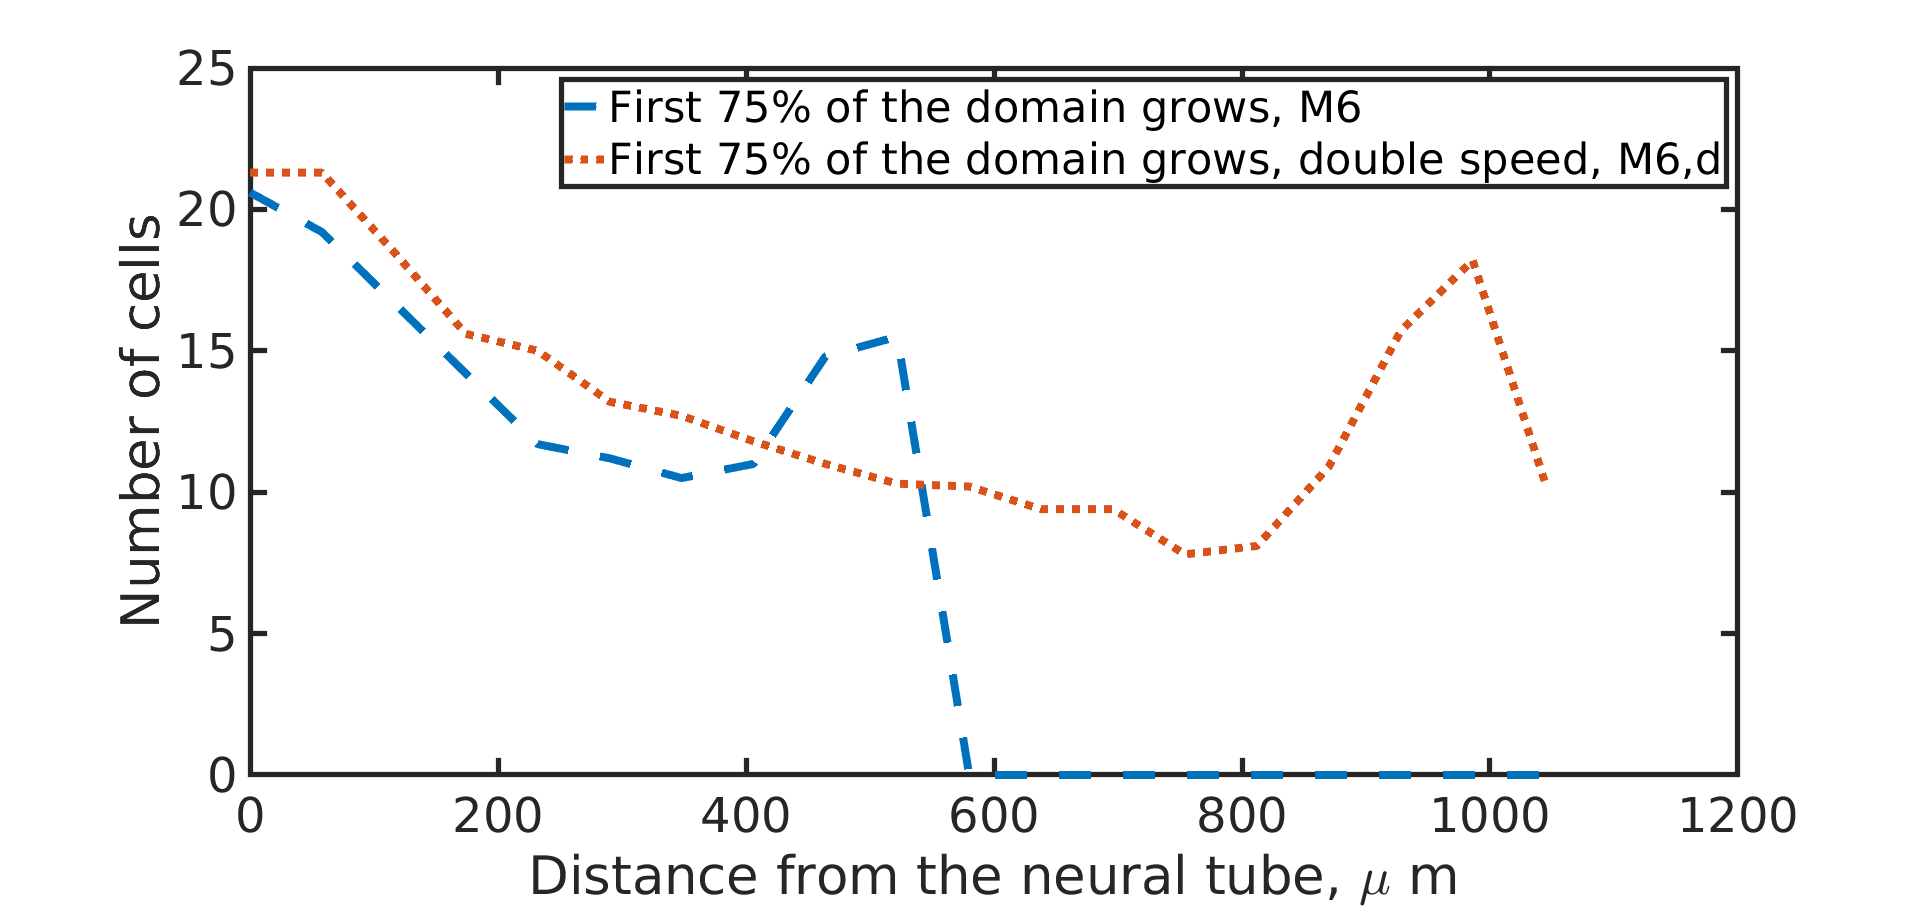 25
20
15
10
5
0
Number of cells
First 75% of the domain grows, M6
First 75% of the domain grows, double speed, M6,d
0 200 400 600 800 1000 1200
Distance from the neural tube, μ m